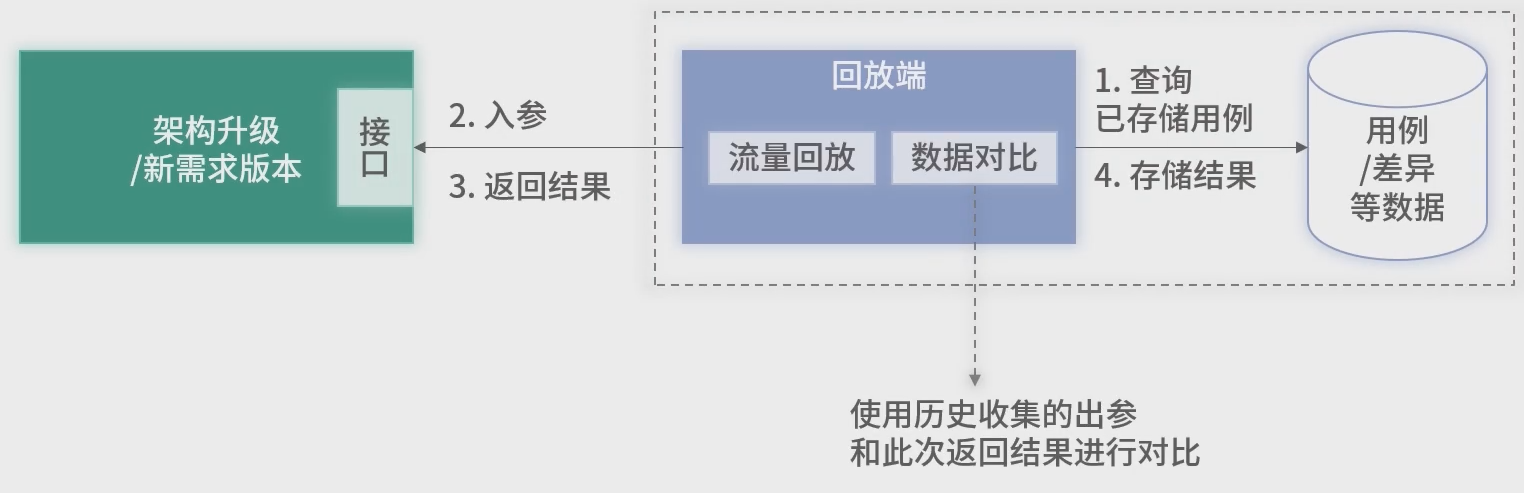 架构升级
/新需求版本
接
口
2. 入参
3. 返回结果
回放端
流量回放
数据对比
1. 查询
已存储用例
4. 存储结果
用例
/差异
等数据
使用历史收集的出参
和此次返回结果进行对比